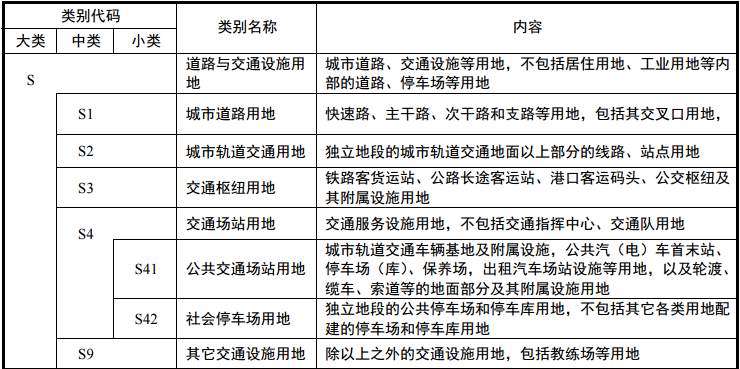 类别代码
类别名称
内容
大类
中类
小类
S
道路与交通设施用
地
城市道路、交通设施等用地，不包括居住用地、工业用地等内
部的道路、停车场等用地
S1
城市道路用地
快速路、主干路、次干路和支路等用地，包括其交叉口用地，
S2
城市轨道交通用地
独立地段的城市轨道交通地面以上部分的线路、站点用地
S3
交通枢纽用地
铁路客货运站、公路长途客运站、港口客运码头、公交枢纽及
其附属设施用地
S4
交通场站用地
交通服务设施用地，不包括交通指挥中心、交通队用地
S41
公共交通场站用地
城市轨道交通车辆基地及附属设施，公共汽（电）车首末站、
停车场（库）、保养场，出租汽车场站设施等用地，以及轮渡、
缆车、索道等的地面部分及其附属设施用地
S42
社会停车场用地
独立地段的公共停车场和停车库用地，不包括其它各类用地配
建的停车场和停车库用地
S9
其它交通设施用地
除以上之外的交通设施用地，包括教练场等用地